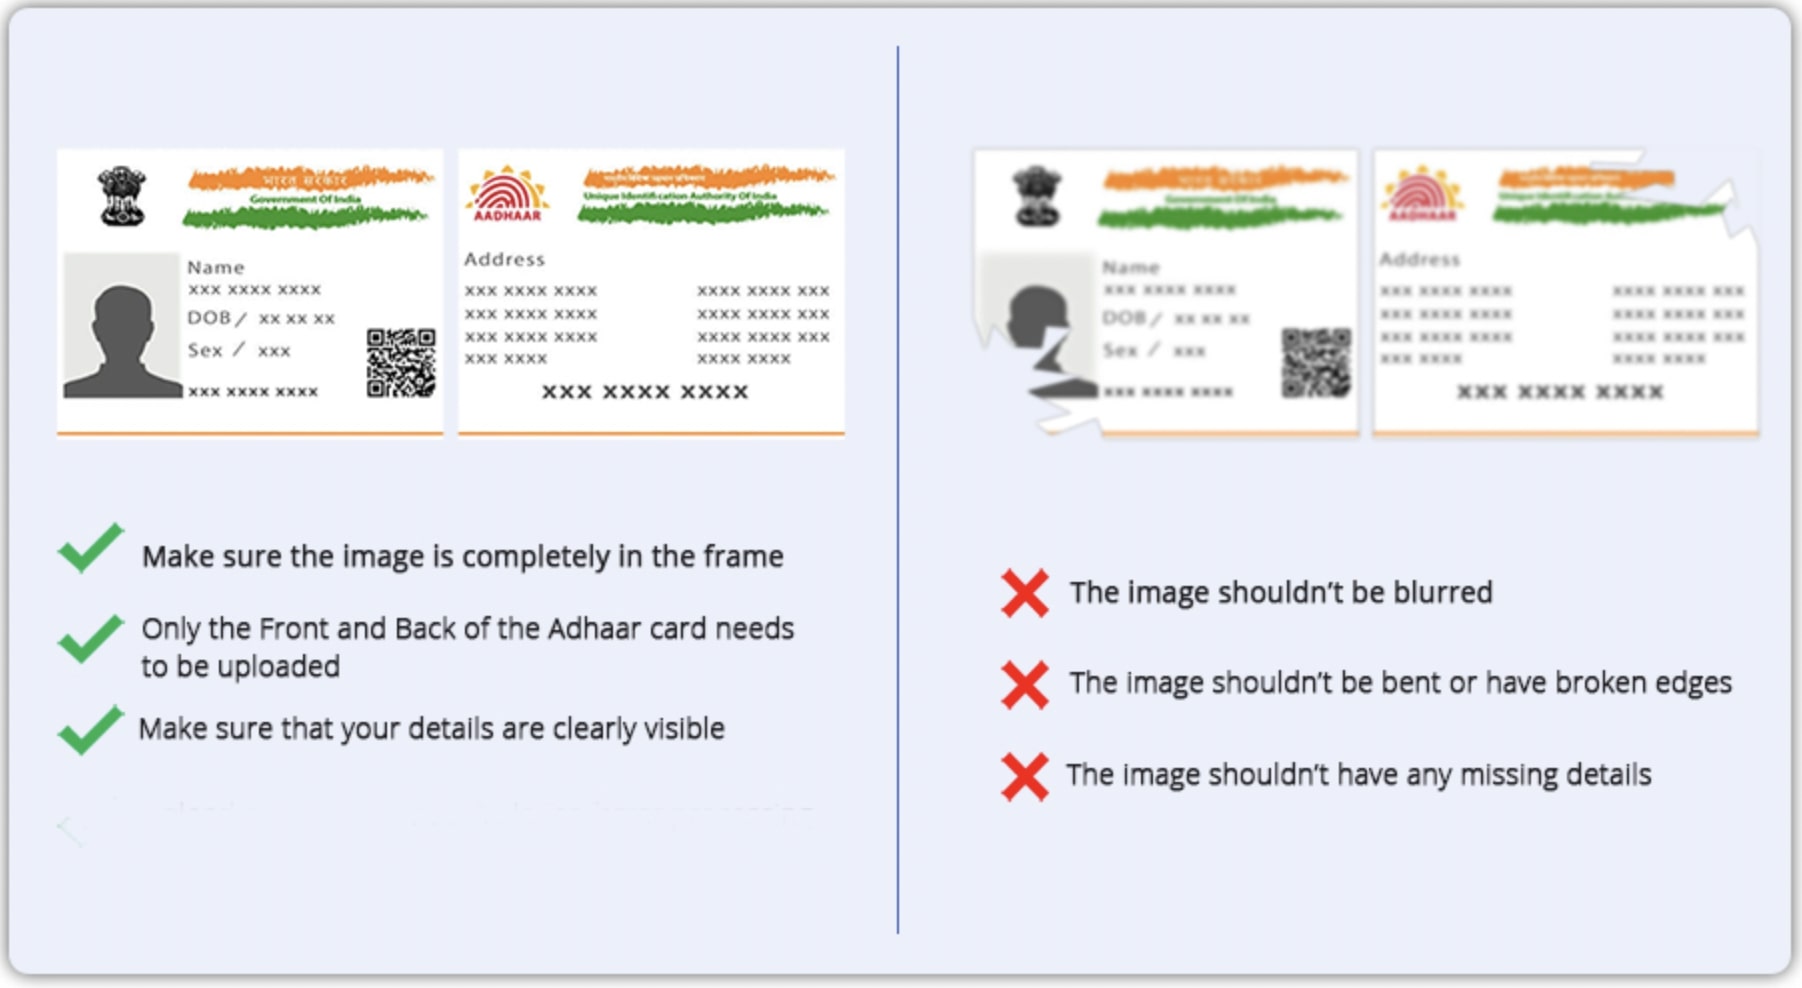 भारत सरकार
Government Of India
Name
xxx xxxx xxxx
DOB/ xx xx xx
Sex / xxx
xxx xxxx xxxx
AADHAAR
Unique Identification Authority Of India
Address
xxx xxxx xxxx xxxx xxxx xxx
xxx xxxx xxxx xxxx xxxx xxx
xxx xxxx xxxx xxxx xxxx xxx
xxx xxxx xxxx xxxx
xxx xxxx xxxx
Make sure the image is completely in the frame
Only the Front and Back of the Adhaar card needs
to be uploaded
Make sure that your details are clearly visible
Government Of India
Name
xxx xxxx xxxx
DOB/ xx xx xx
Sex / xxx
xxx xxxx xxxx
AADHAAR
Unique Identification
Address
xxx xxxx xxxx xxxx xxxx xxx
xxx xxxx xxxx xxxx xxxx xxx
xxx xxxx xxxx xxxx xxxx xxx
xxx xxxx xxxx xxxx
xxx xxxx xxxx
The image shouldn't be blurred
The image shouldn't be bent or have broken edges
The image shouldn't have any missing details